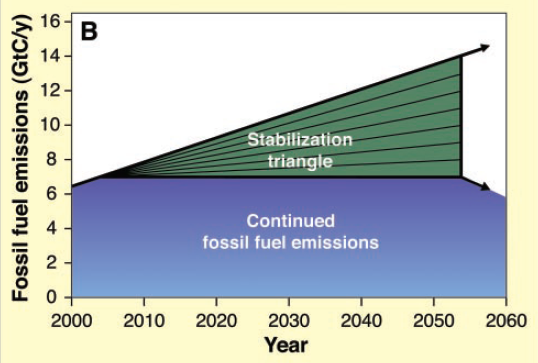 B
Fossil fuel emissions (GtC/y)
16
14
12
10
8
6
4
2
0
Stabilization
triangle
Continued
fossil fuel emissions
2000 2010 2020 2030 2040 2050 2060
Year